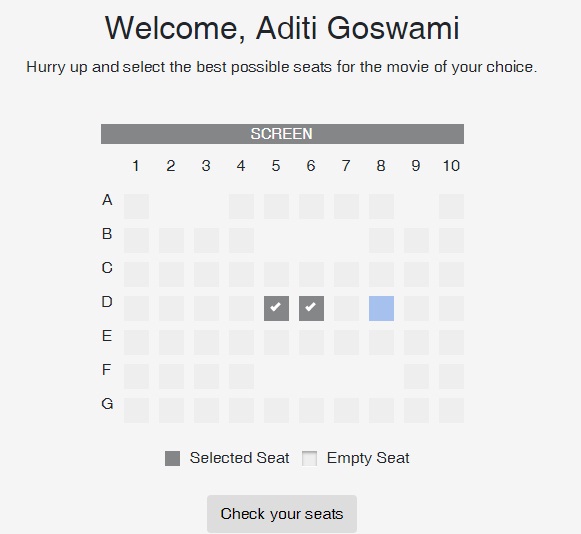 Welcome, Aditi Goswami
Hurry up and select the best possible seats for the movie of your choice.
SCREEN
1 2 3 4 5 6 7 8 9 10
A
B
C
D
E
F
G
Selected Seat Empty Seat
Check your seats